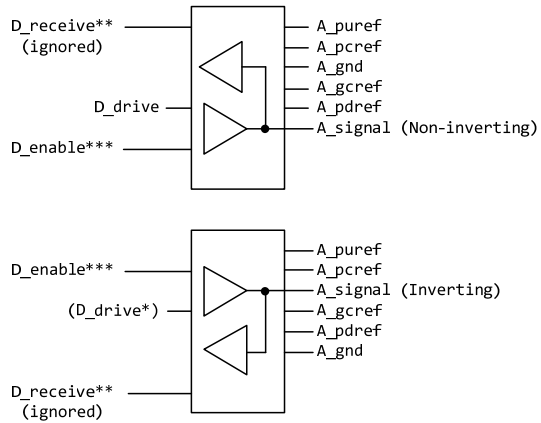 D_receive**
(ignored)
D_drive
D_enable***
A_puref
A_pcref
A_gnd
A_gcref
A_pdref
A_signal (Non-inverting)
D_enable***
(D_drive*)
D_receive**
(ignored)
A_puref
A_pcref
A_signal (Inverting)
A_gcref
A_pdref
A_gnd